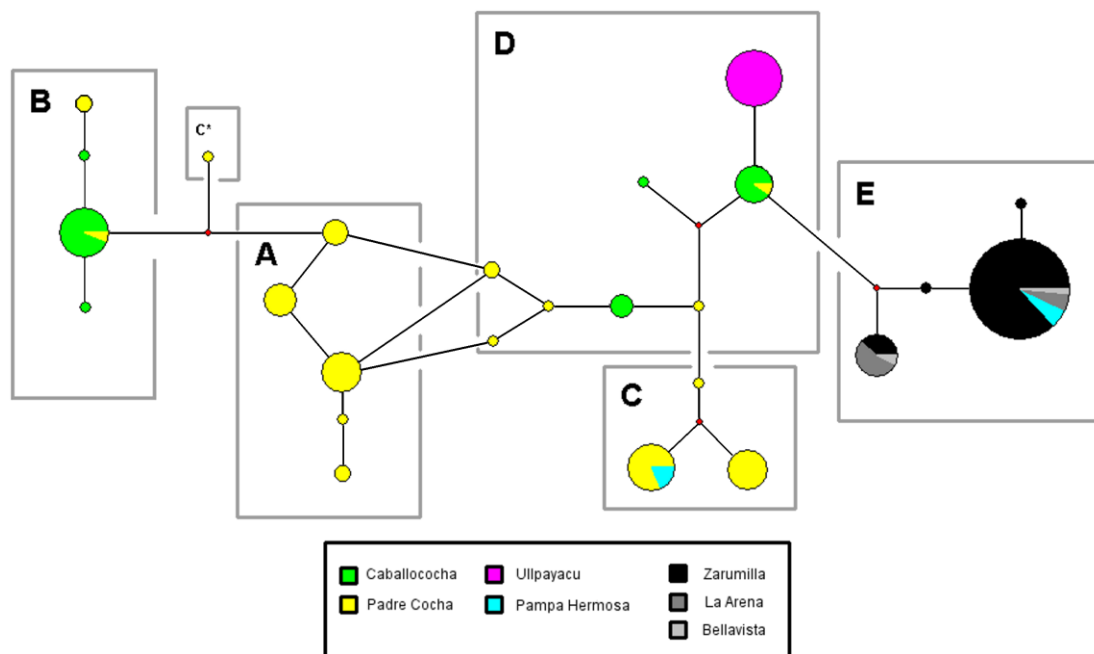 D
B
C*
E
A
C
Caballococha Ullpayacu Zarumilla
Padre Cocha Pampa Hermosa La Arena
Bellavista